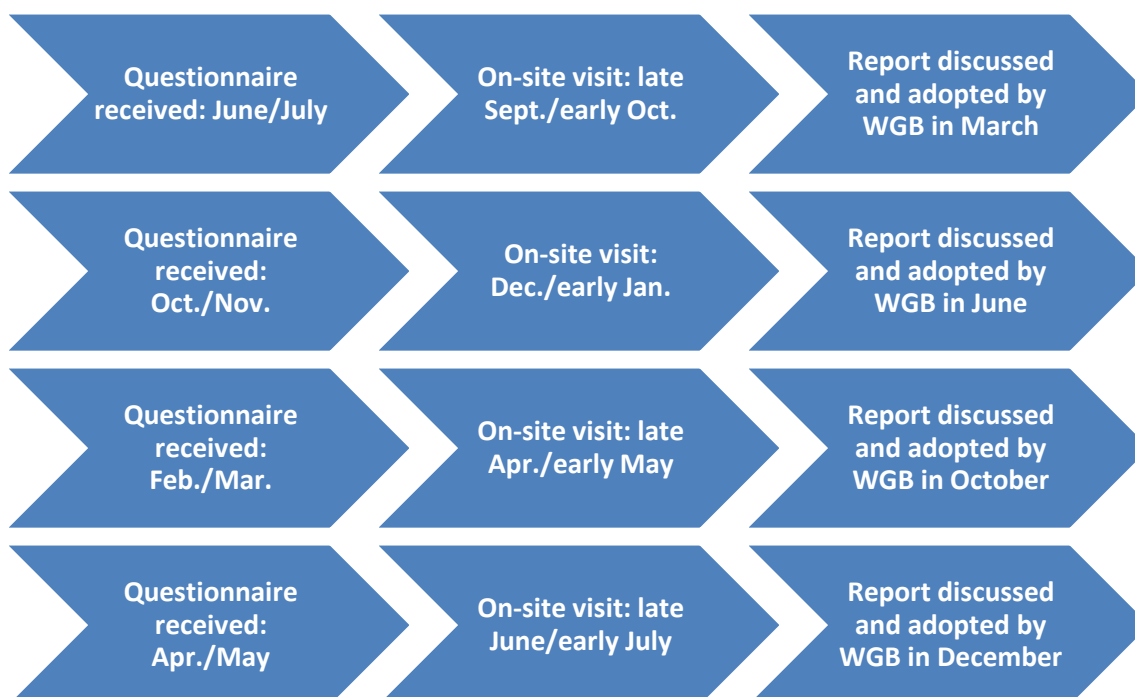 Questionnaire
received: June/July
On-site visit: late
Sept./early Oct.
Report discussed
and adopted by
WGB in March
Questionnaire
received:
Oct./Nov.
On-site visit:
Dec./early Jan.
Report discussed
and adopted by
WGB in June
Questionnaire
received:
Feb./Mar.
On-site visit: late
Apr./early May
Report discussed
and adopted by
WGB in October
Questionnaire
received:
Apr./May
On-site visit: late
June/early July
Report discussed
and adopted by
WGB in December